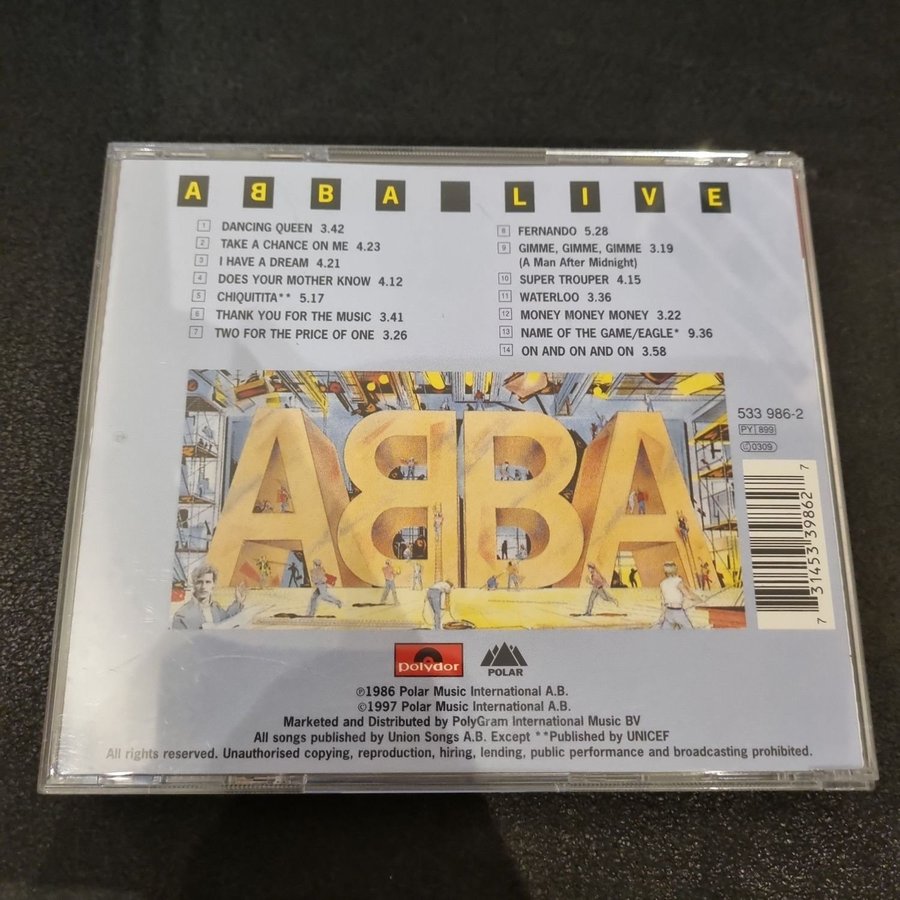 ABBA LIVE
1 DANCING QUEEN 3.42
2 TAKE A CHANCE ON ME 4.23
3 I HAVE A DREAM 4.21
4 DOES YOUR MOTHER KNOW 4.12
5 CHIQUITITA** 5.17
6 THANK YOU FOR THE MUSIC 3.41
7 TWO FOR THE PRICE OF ONE 3.26
8 FERNANDO 5.28
9 GIMME, GIMME, GIMME 3.19
(A Man After Midnight)
10 SUPER TROUPER 4.15
11 WATERLOO 3.36
12 MONEY MONEY MONEY 3.22
13 NAME OF THE GAME/EAGLE* 9.36
14 ON AND ON AND ON 3.58
ABBA
533 986-2
PY 899
LC 0309
7 31453 39862 7
polydor
POLAR
℗1986 Polar Music International A.B.
©1997 Polar Music International A.B.
Marketed and Distributed by PolyGram International Music BV
All songs published by Union Songs A.B. Except **Published by UNICEF
All rights reserved. Unauthorised copying, reproduction, hiring, lending, public performance and broadcasting prohibited.